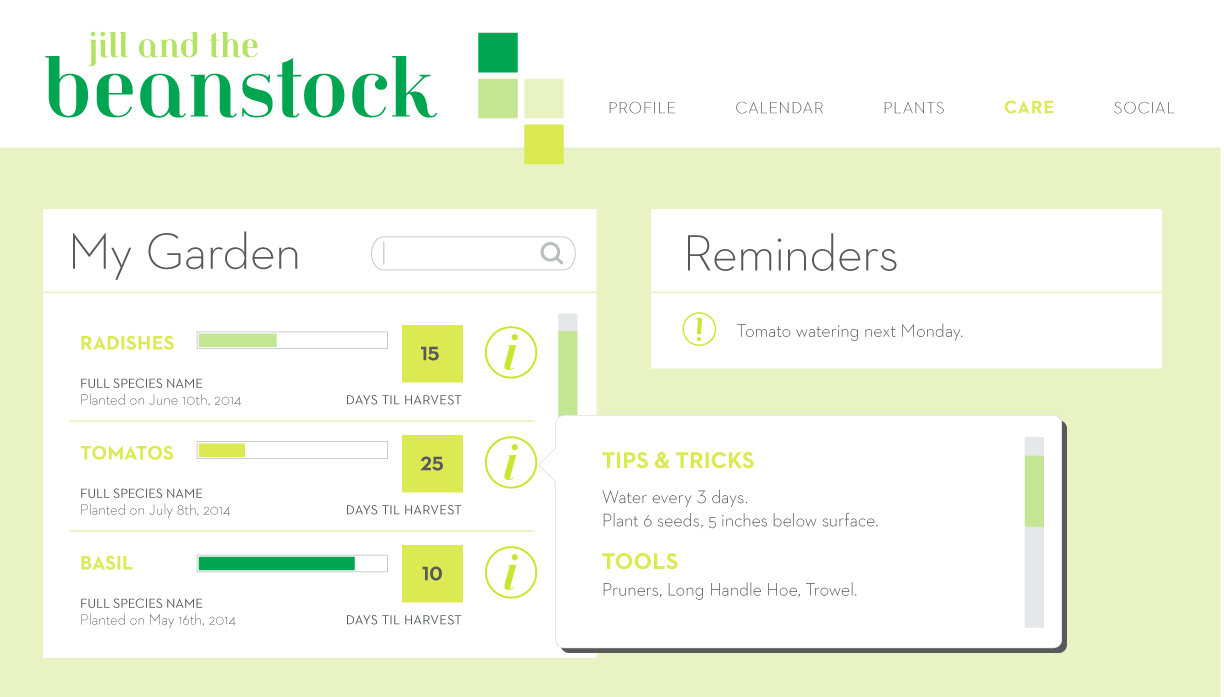 jill and the
beanstock
PROFILE CALENDAR PLANTS CARE SOCIAL
My Garden
RADISHES
15
i
FULL SPECIES NAME
Planted on June 10th, 2014
DAYS TIL HARVEST
TOMATOS
25
i
FULL SPECIES NAME
Planted on July 8th, 2014
DAYS TIL HARVEST
BASIL
10
i
FULL SPECIES NAME
Planted on May 16th, 2014
DAYS TIL HARVEST
Reminders
! Tomato watering next Monday.
TIPS & TRICKS
Water every 3 days.
Plant 6 seeds, 5 inches below surface.
TOOLS
Pruners, Long Handle Hoe, Trowel.